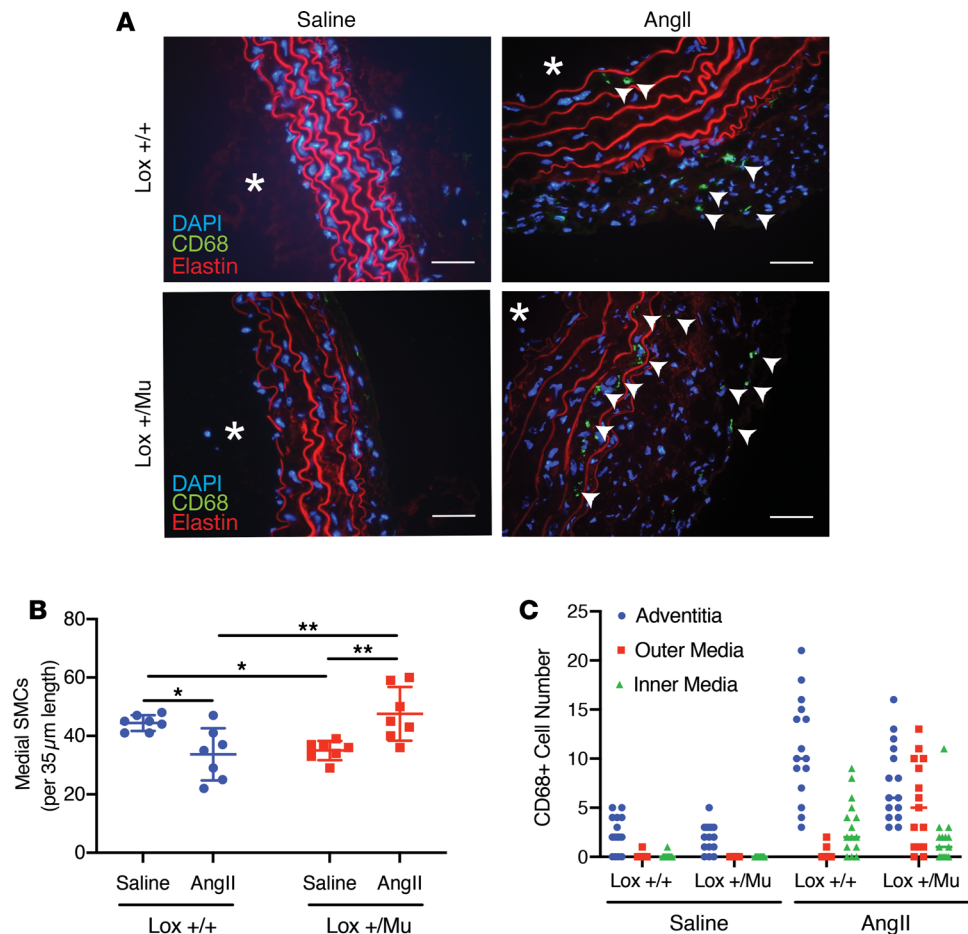 A
Saline
AngII
Lox +/+
*
DAPI
CD68
Elastin
*
Lox +/Mu
*
DAPI
CD68
Elastin
*
B
Medial SMCs
(per 35 µm length)
80
60
40
20
0
**
*
**
*
Saline
AngII
Saline
AngII
Lox +/+
Lox +/Mu
C
CD68+ Cell Number
25
20
15
10
5
0
Adventitia
Outer Media
Inner Media
Lox +/+
Lox +/Mu
Lox +/+
Lox +/Mu
Saline
AngII